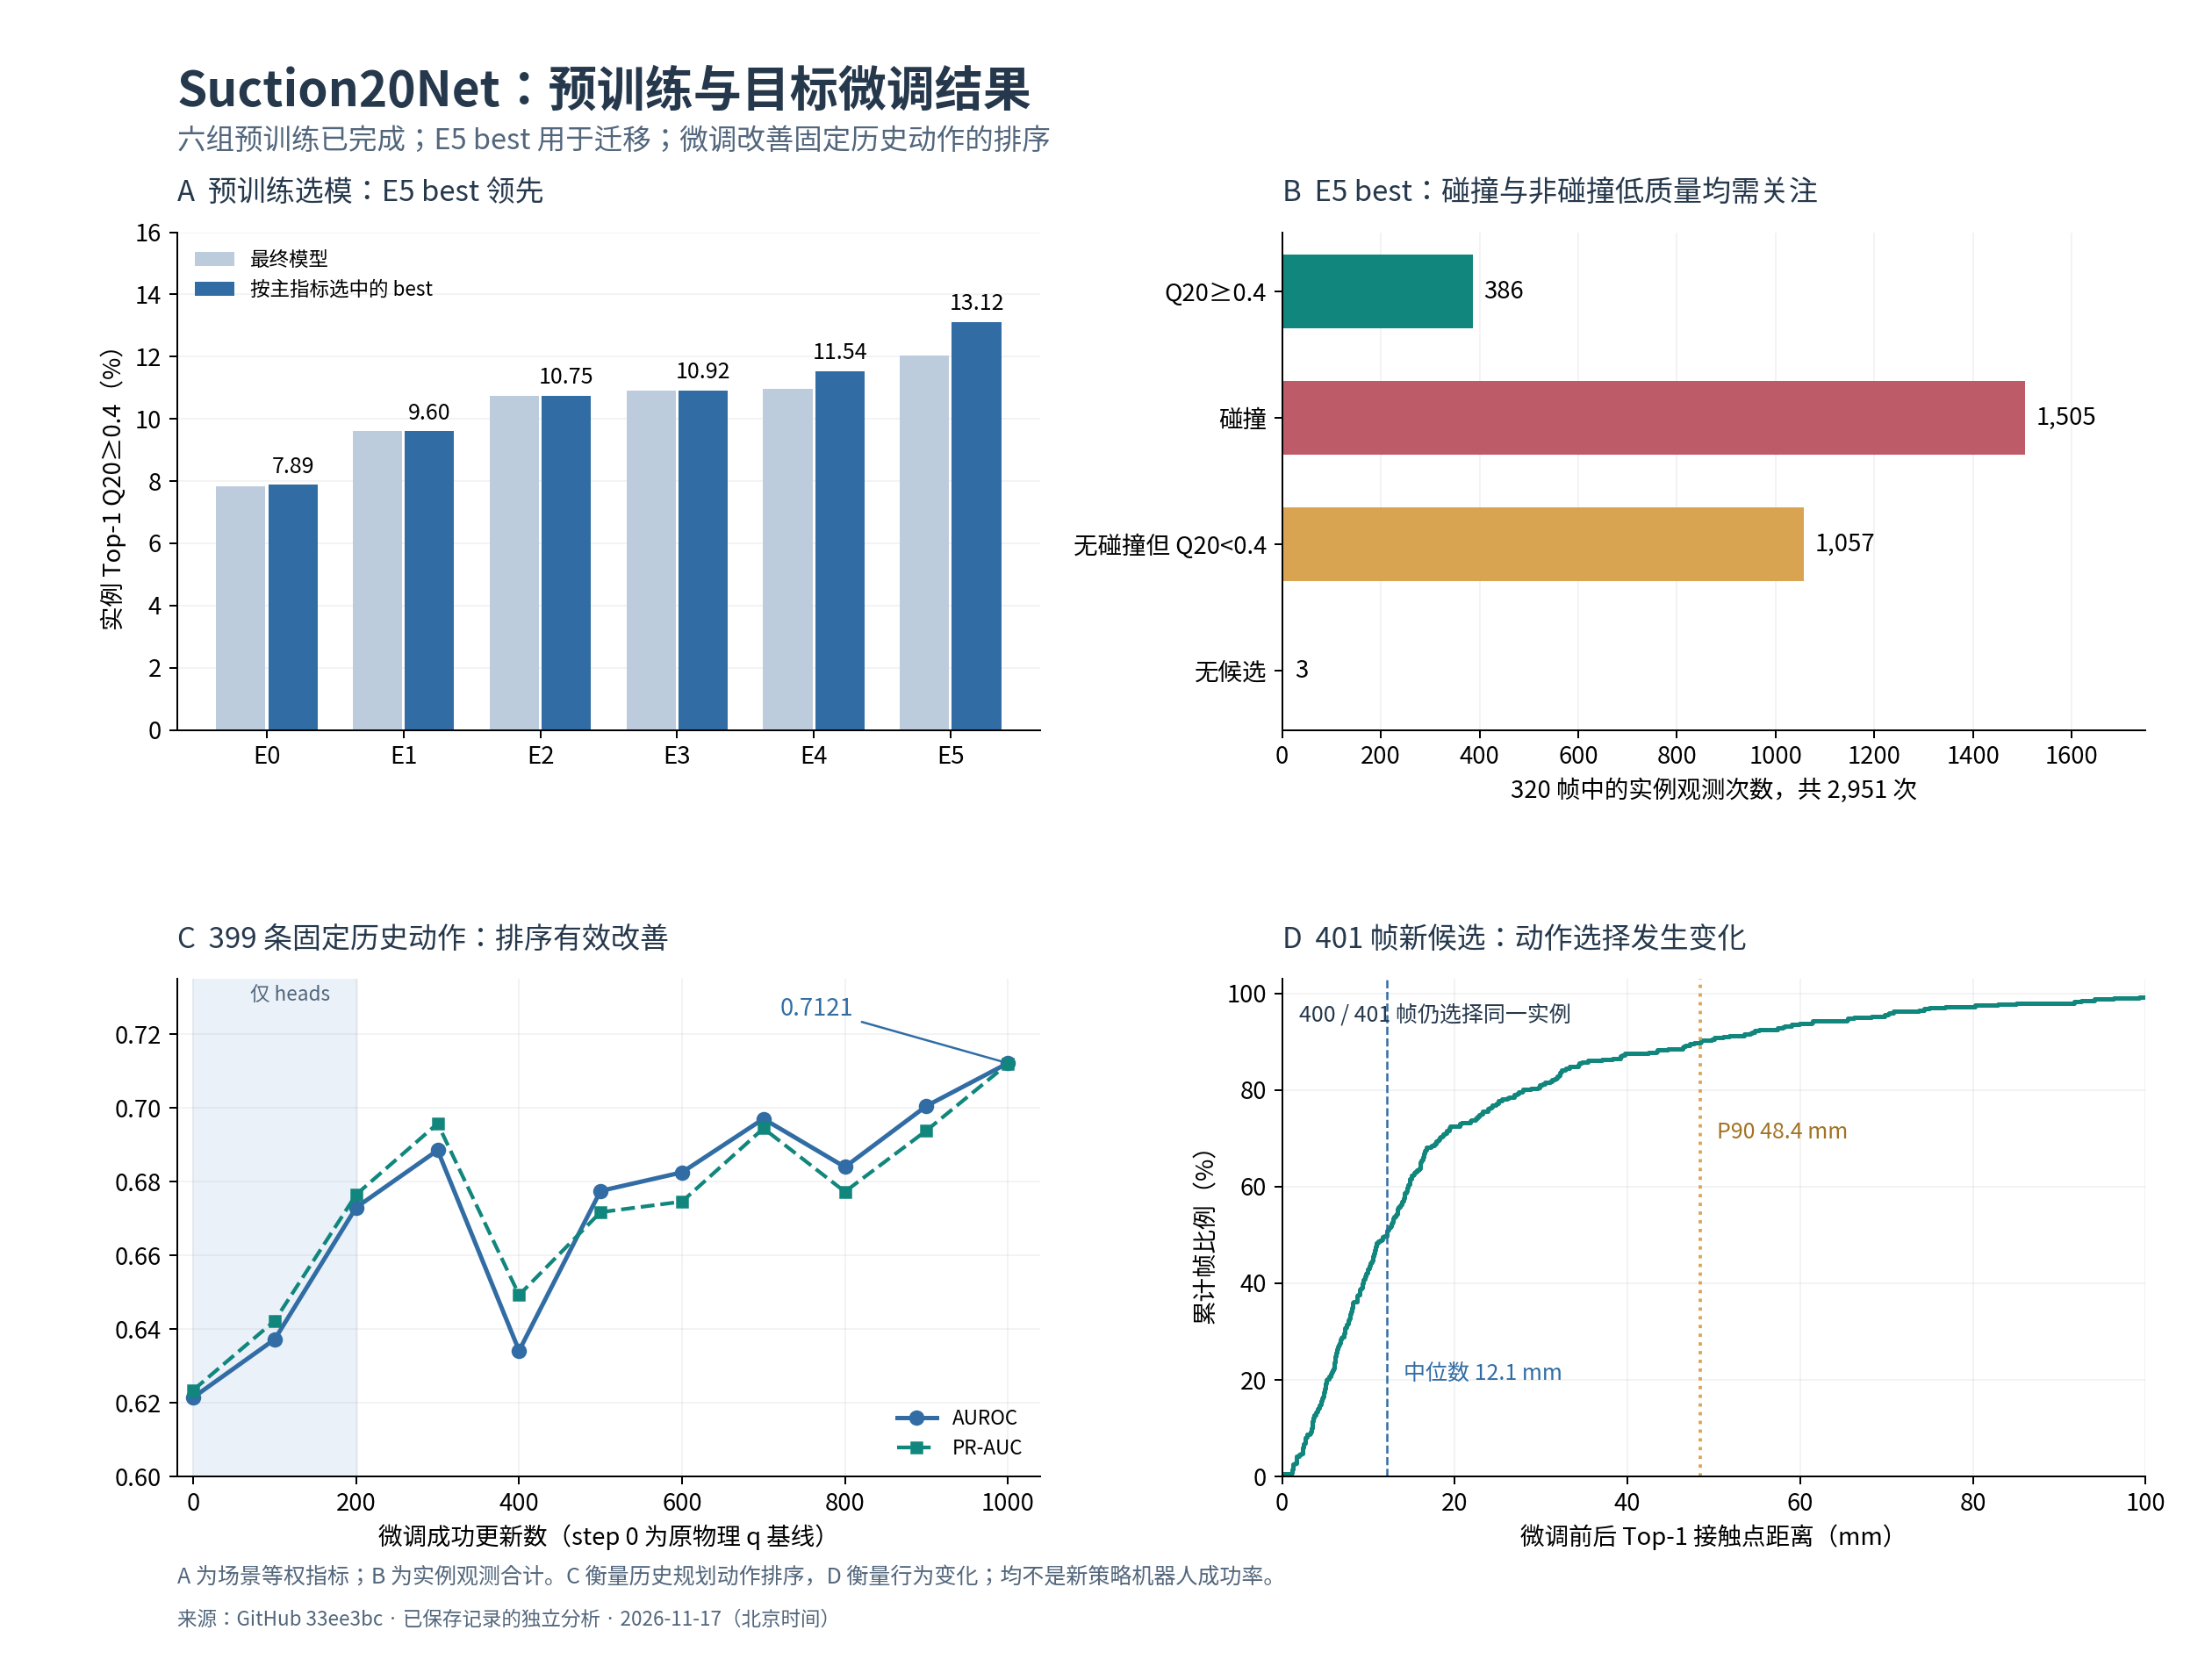 Suction20Net：预训练与目标微调结果
六组预训练已完成；E5 best 用于迁移；微调改善固定历史动作的排序
A 预训练选模：E5 best 领先
实例 Top-1 Q20≥0.4（%）
16
14
12
10
8
6
4
2
0
最终模型
按主指标选中的 best
7.89
9.60
10.75
10.92
11.54
13.12
E0 E1 E2 E3 E4 E5
B E5 best：碰撞与非碰撞低质量均需关注
Q20≥0.4 386
碰撞 1,505
无碰撞但 Q20<0.4 1,057
无候选 3
0 200 400 600 800 1000 1200 1400 1600
320 帧中的实例观测次数，共 2,951 次
C 399 条固定历史动作：排序有效改善
仅 heads
0.7121
0.72
0.70
0.68
0.66
0.64
0.62
0.60
AUROC
PR-AUC
0 200 400 600 800 1000
微调成功更新数（step 0 为原物理 q 基线）
D 401 帧新候选：动作选择发生变化
累计帧比例（%）
100
80
60
40
20
0
400 / 401 帧仍选择同一实例
P90 48.4 mm
中位数 12.1 mm
0 20 40 60 80 100
微调前后 Top-1 接触点距离（mm）
A 为场景等权指标；B 为实例观测合计。C 衡量历史规划动作排序，D 衡量行为变化；均不是新策略机器人成功率。
来源：GitHub 33ee3bc · 已保存记录的独立分析 · 2026-11-17（北京时间）